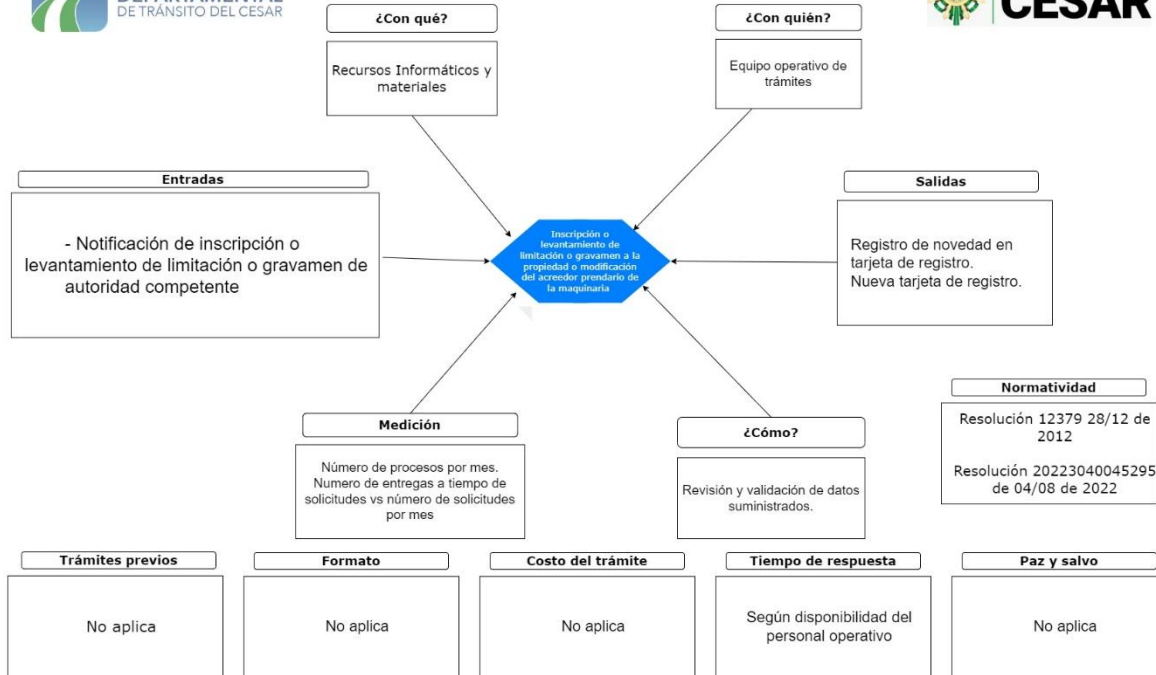 DEPARTAMENTAL
DE TRÁNSITO DEL CESAR
CESAR
¿Con qué?
Recursos Informáticos y
materiales
¿Con quién?
Equipo operativo de
trámites
Entradas
- Notificación de inscripción o
levantamiento de limitación o gravamen de
autoridad competente
Inscripción o
levantamiento de
limitación o gravamen a la
propiedad o modificación
del acreedor prendario de
la maquinaria
Salidas
Registro de novedad en
tarjeta de registro.
Nueva tarjeta de registro.
Medición
Número de procesos por mes.
Numero de entregas a tiempo de
solicitudes vs número de solicitudes
por mes
¿Cómo?
Revisión y validación de datos
suministrados.
Normatividad
Resolución 12379 28/12 de
2012
Resolución 20223040045295
de 04/08 de 2022
Trámites previos
No aplica
Formato
No aplica
Costo del trámite
No aplica
Tiempo de respuesta
Según disponibilidad del
personal operativo
Paz y salvo
No aplica